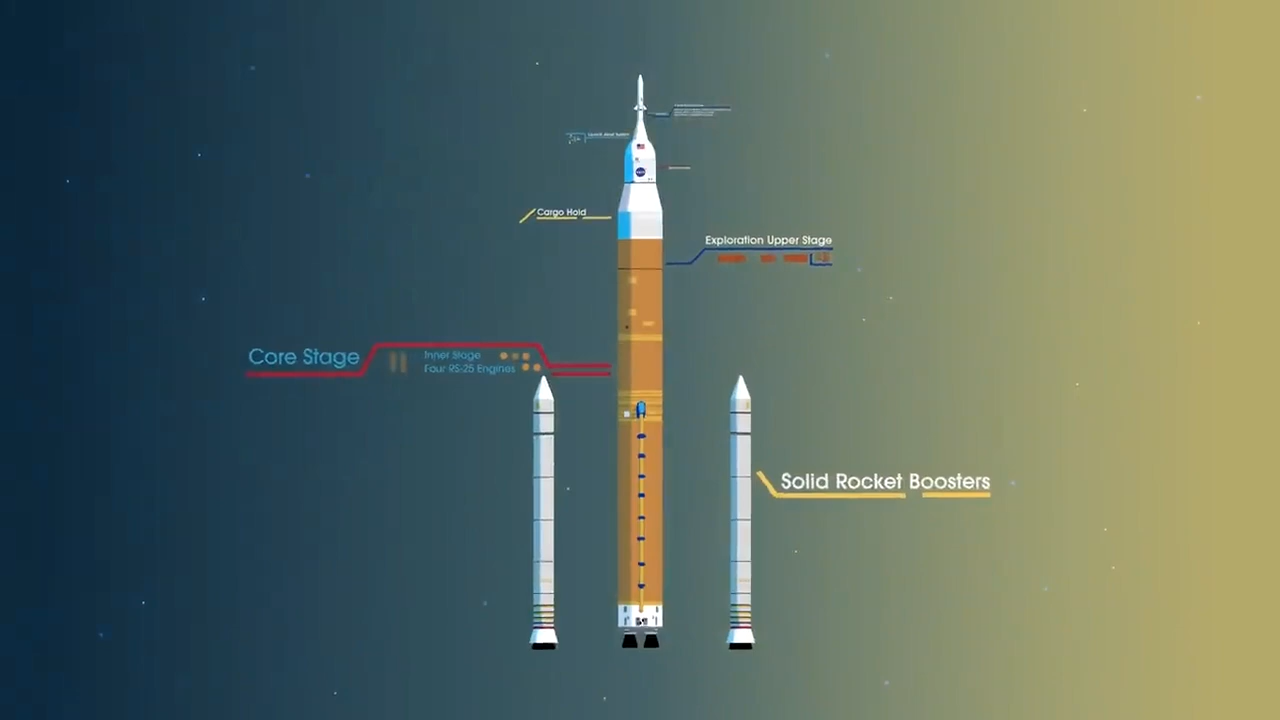 Cargo Hold
Exploration Upper Stage
Core Stage
Inner Stage
Four RS-25 Engines
Solid Rocket Boosters